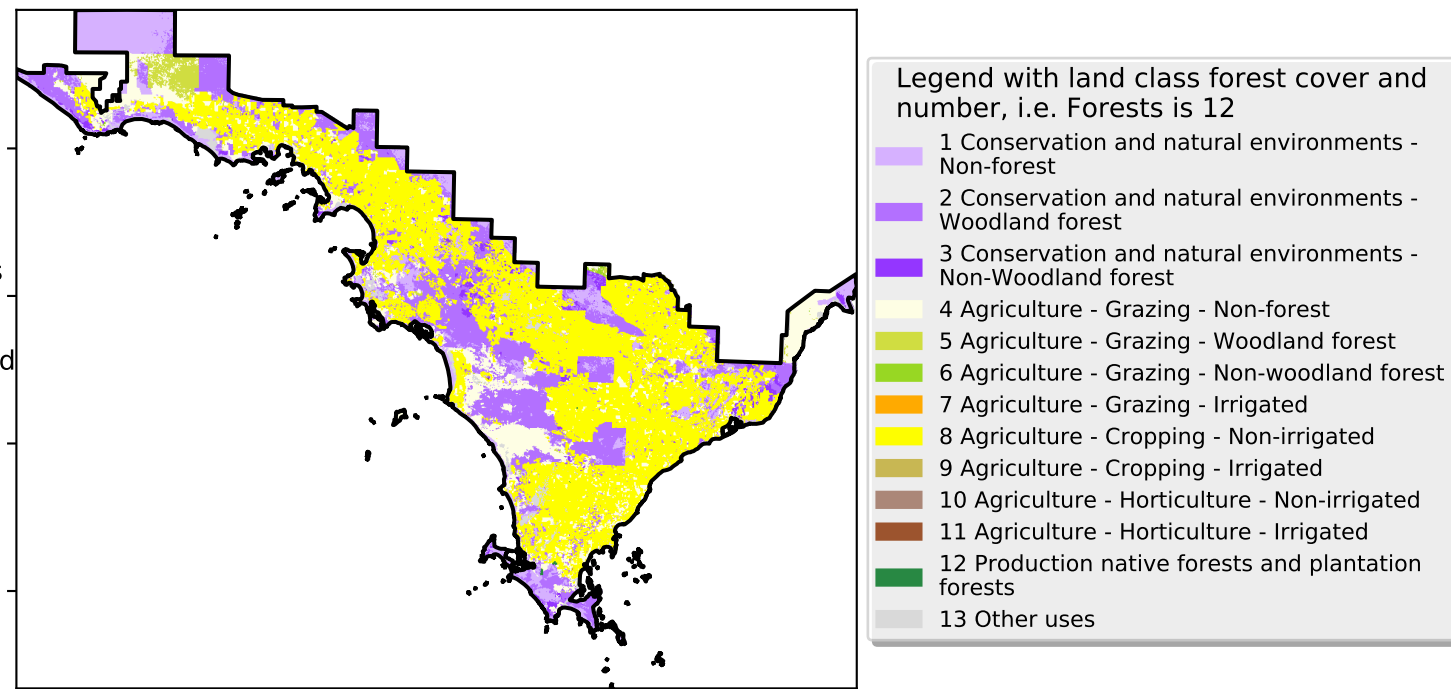 Legend with land class forest cover and
number, i.e. Forests is 12
1 Conservation and natural environments -
Non-forest
2 Conservation and natural environments -
Woodland forest
3 Conservation and natural environments -
Non-Woodland forest
4 Agriculture - Grazing - Non-forest
5 Agriculture - Grazing - Woodland forest
6 Agriculture - Grazing - Non-woodland forest
7 Agriculture - Grazing - Irrigated
8 Agriculture - Cropping - Non-irrigated
9 Agriculture - Cropping - Irrigated
10 Agriculture - Horticulture - Non-irrigated
11 Agriculture - Horticulture - Irrigated
12 Production native forests and plantation
forests
13 Other uses